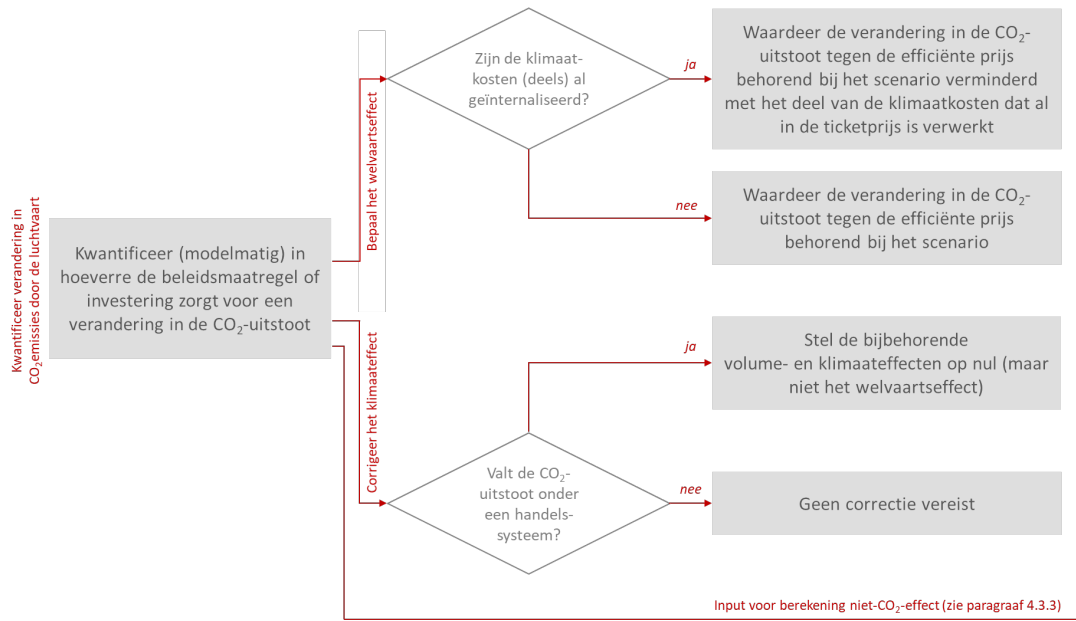 Kwantificeer verandering in
CO₂emissies door de luchtvaart
Kwantificeer (modelmatig) in
hoeverre de beleidsmaatregel of
investering zorgt voor een
verandering in de CO₂-uitstoot
Bepaal het welvaartseffect
Zijn de klimaat-
kosten (deels) al
geïnternaliseerd?
ja
Waardeer de verandering in de CO₂-
uitstoot tegen de efficiënte prijs
behorend bij het scenario verminderd
met het deel van de klimaatkosten dat al
in de ticketprijs is verwerkt
nee
Waardeer de verandering in de CO₂-
uitstoot tegen de efficiënte prijs
behorend bij het scenario
Corrigeer het klimaateffect
Valt de CO₂-
uitstoot onder
een handels-
systeem?
ja
Stel de bijbehorende
volume- en klimaateffecten op nul (maar
niet het welvaartseffect)
nee
Geen correctie vereist
Input voor berekening niet-CO₂-effect (zie paragraaf 4.3.3)